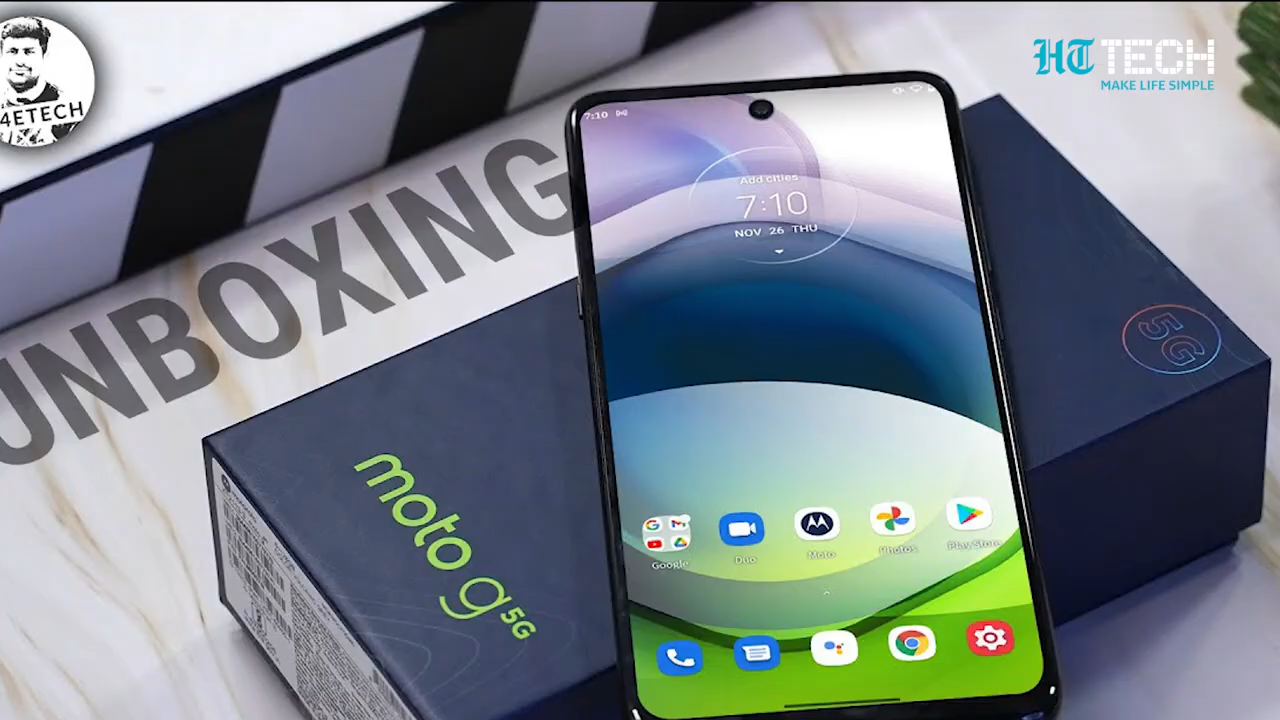 4ETECH
HT TECH
MAKE LIFE SIMPLE
UNBOXING
7:10
Add cities
7:10
NOV 26 THU
5G
moto g 5G
Google
Duo
Moto
Photos
Play Store